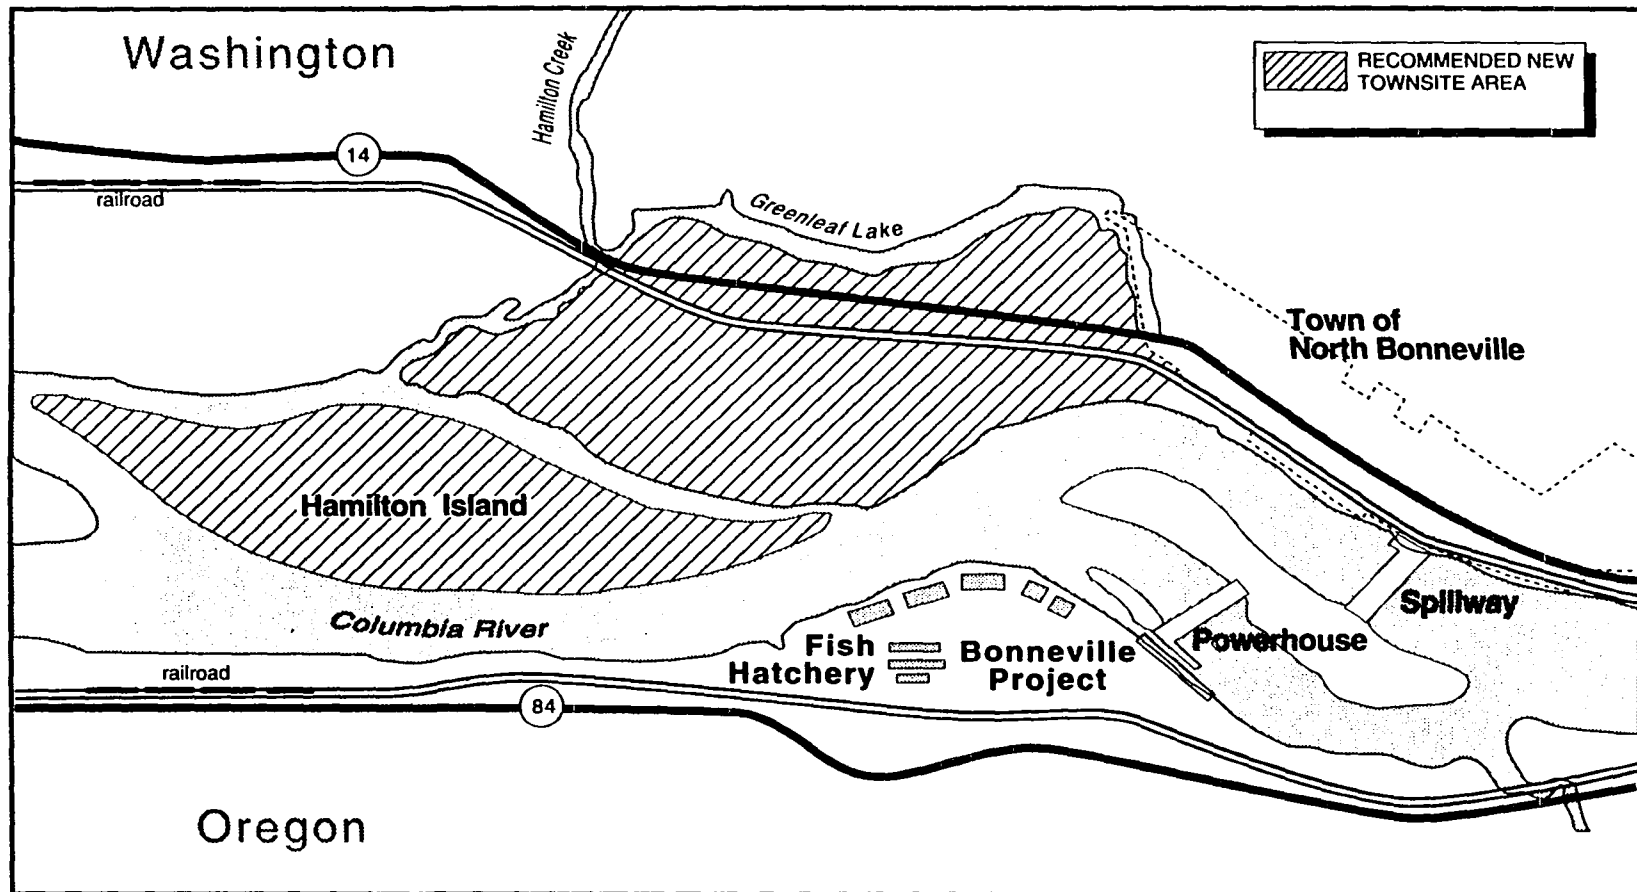 Washington
Hamilton Creek
RECOMMENDED NEW
TOWNSITE AREA
14
railroad
Greenleaf Lake
Town of
North Bonneville
Hamilton Island
Columbia River
Spillway
Powerhouse
Fish
Hatchery
Bonneville
Project
railroad
84
Oregon